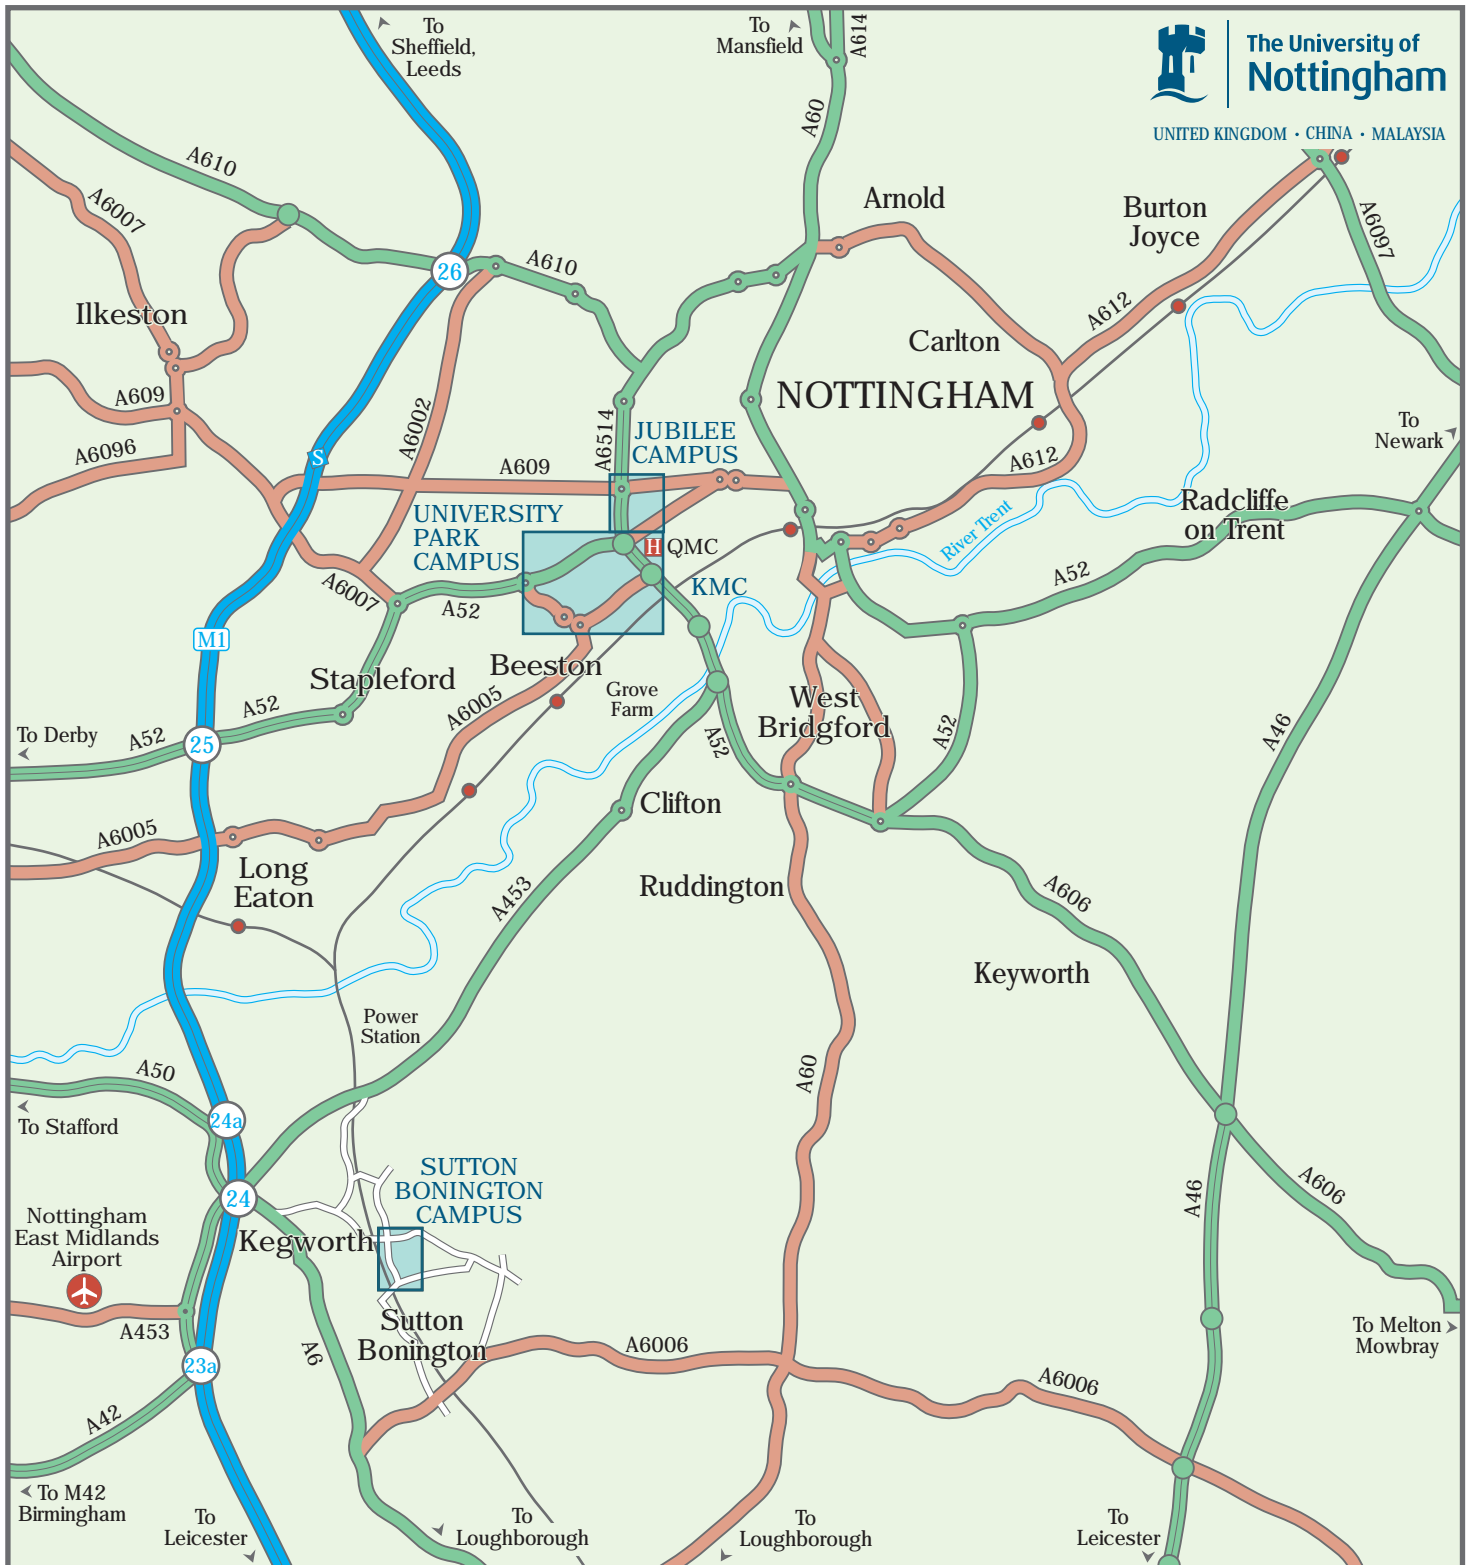 To
Sheffield,
Leeds
To
Mansfield
A614
A60
The University of
Nottingham
UNITED KINGDOM · CHINA · MALAYSIA
A610
A6007
Arnold
Burton
Joyce
A6097
26
A610
Ilkeston
A612
Carlton
A609
A6002
NOTTINGHAM
To
Newark
A6096
A6514
JUBILEE
CAMPUS
S
A609
A612
UNIVERSITY
PARK
CAMPUS
Radcliffe
on Trent
River Trent
H
QMC
A6007
A52
KMC
A52
M1
Stapleford
Beeston
Grove
Farm
West
Bridgford
A52
A6005
A52
A52
A46
To Derby
A52
25
Clifton
A6005
Long
Eaton
Ruddington
A453
A606
Keyworth
Power
Station
A50
A60
To Stafford
24a
SUTTON
BONINGTON
CAMPUS
24
A46
A606
Nottingham
East Midlands
Airport
Kegworth
A453
Sutton
Bonington
A6
A6006
To Melton
Mowbray
23a
A6006
A42
To M42
Birmingham
To
Leicester
To
Loughborough
To
Loughborough
To
Leicester